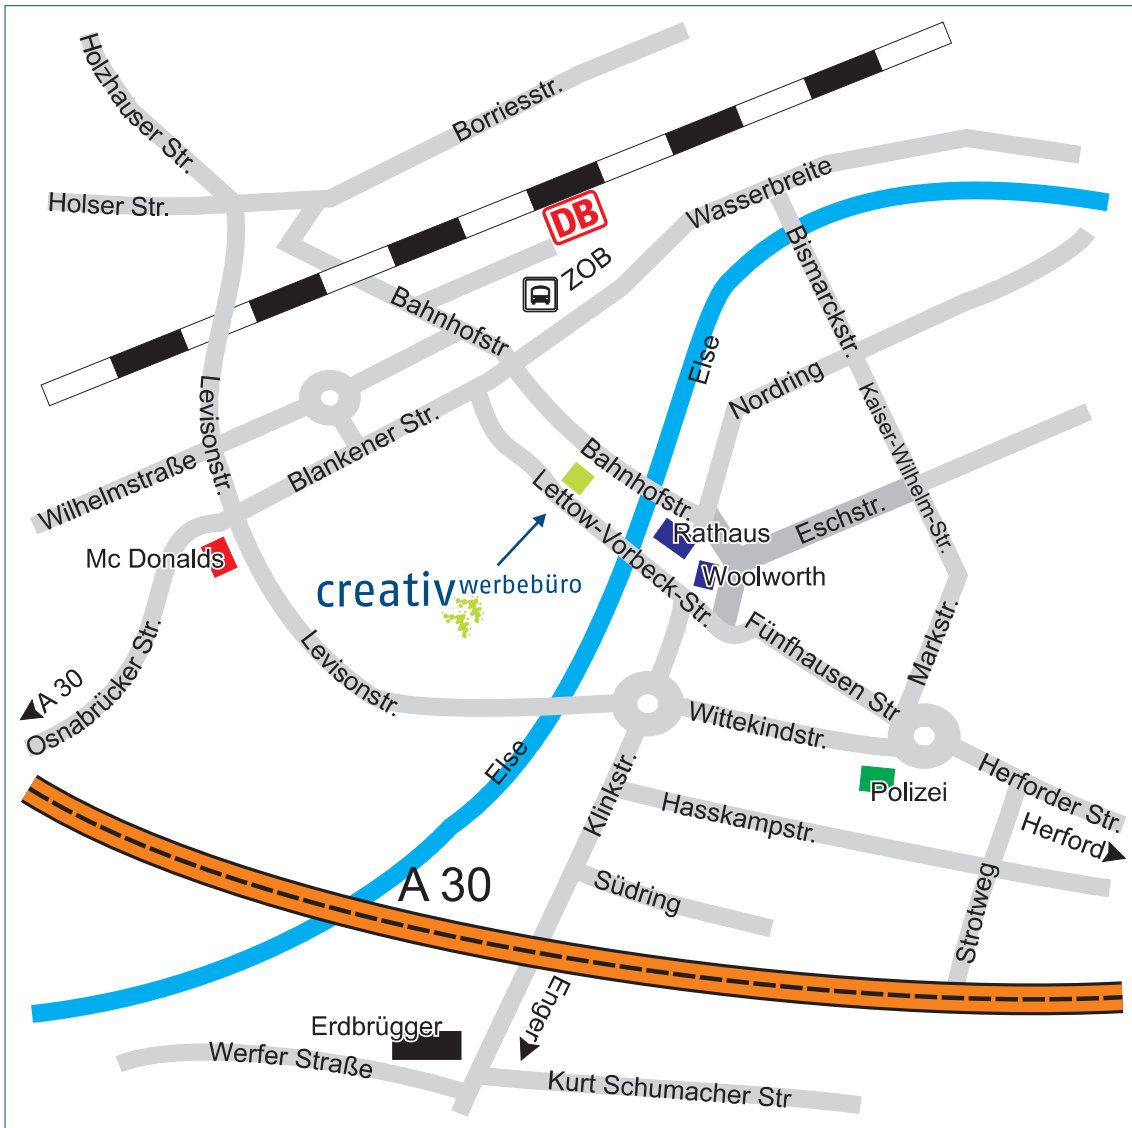 Holzhauser Str.
Borriesstr.
Holser Str.
Wasserbreite
DB
ZOB
Bismarckstr.
Bahnhofstr
Else
Nordring
Levisonstr.
Blankener Str.
Kaiser-Wilhelm-Str.
Wilhelmstraße
Bahnhofstr.
Lettow-Vorbeck-Str.
Eschstr.
Rathaus
Mc Donalds
Woolworth
creativ werbebüro
Fünfhausen Str
Markstr.
Osnabrücker Str.
Levisonstr.
A 30
Wittekindstr.
Else
Klinkstr.
Polizei
Herforder Str.
Herford
Hasskampstr.
A 30
Südring
Strotweg
Enger
Erdbrügger
Werfer Straße
Kurt Schumacher Str